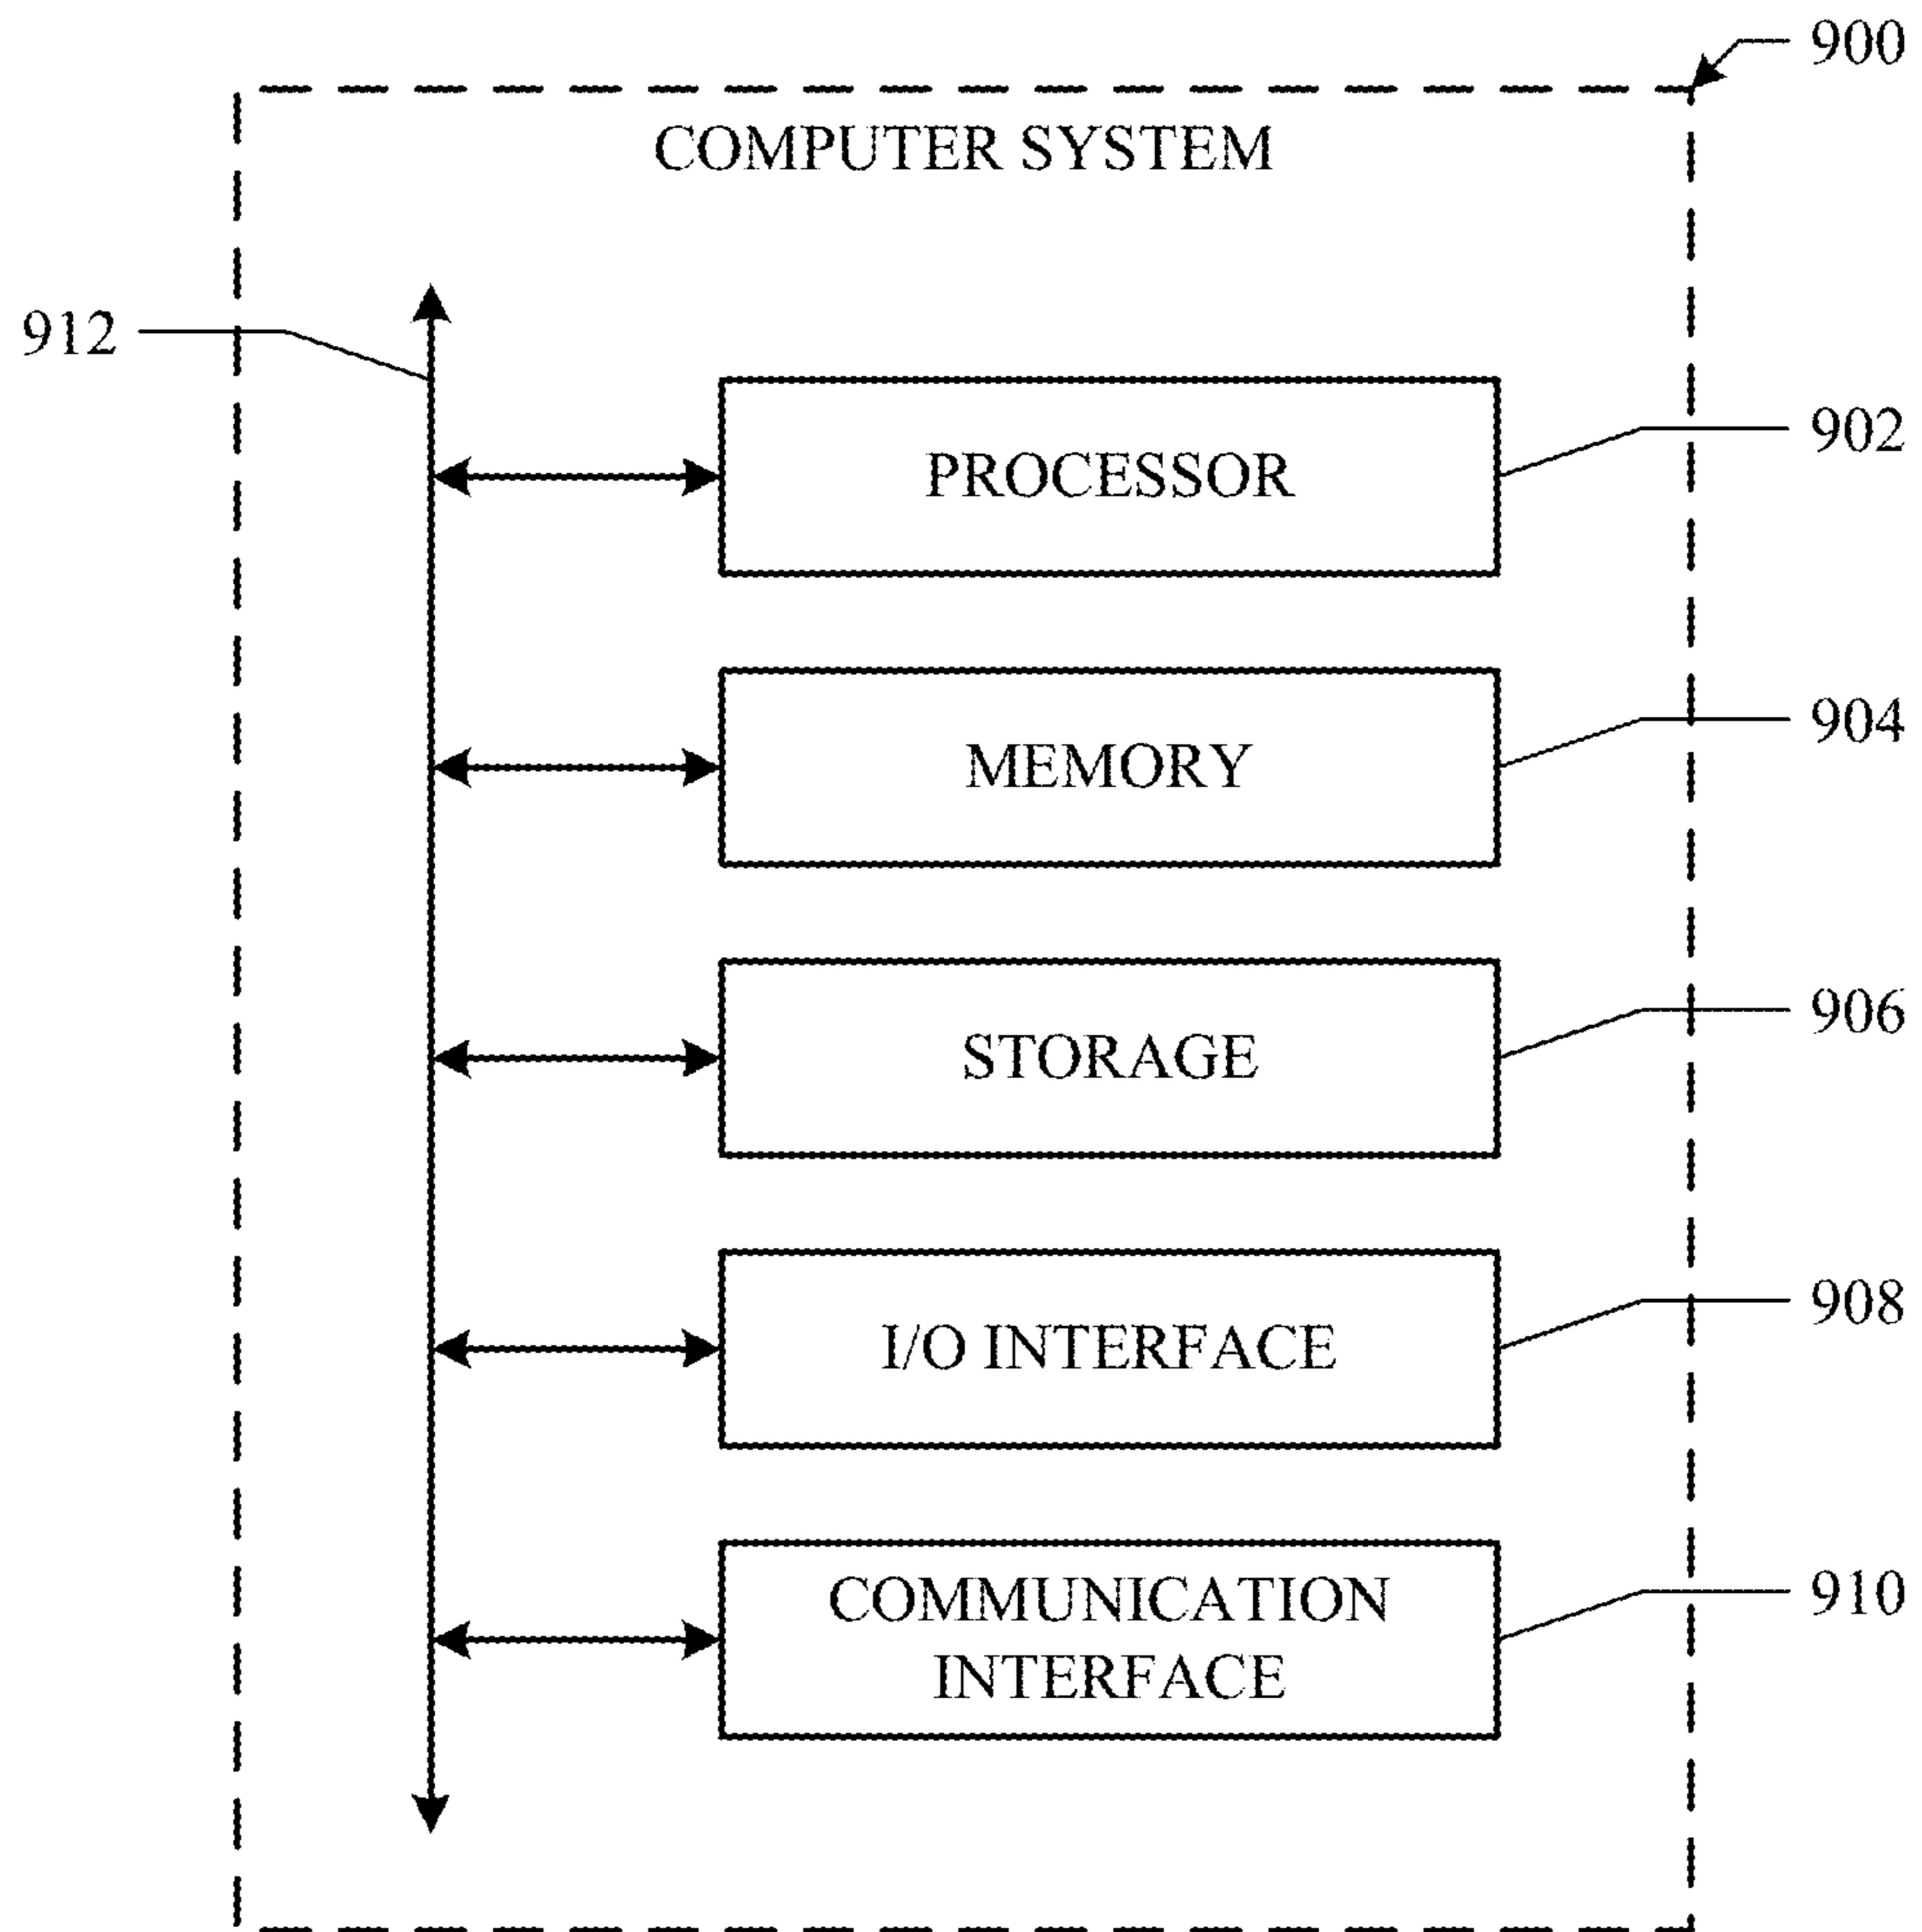 900
COMPUTER SYSTEM
912
PROCESSOR
902
MEMORY
904
STORAGE
906
I/O INTERFACE
908
COMMUNICATION
INTERFACE
910